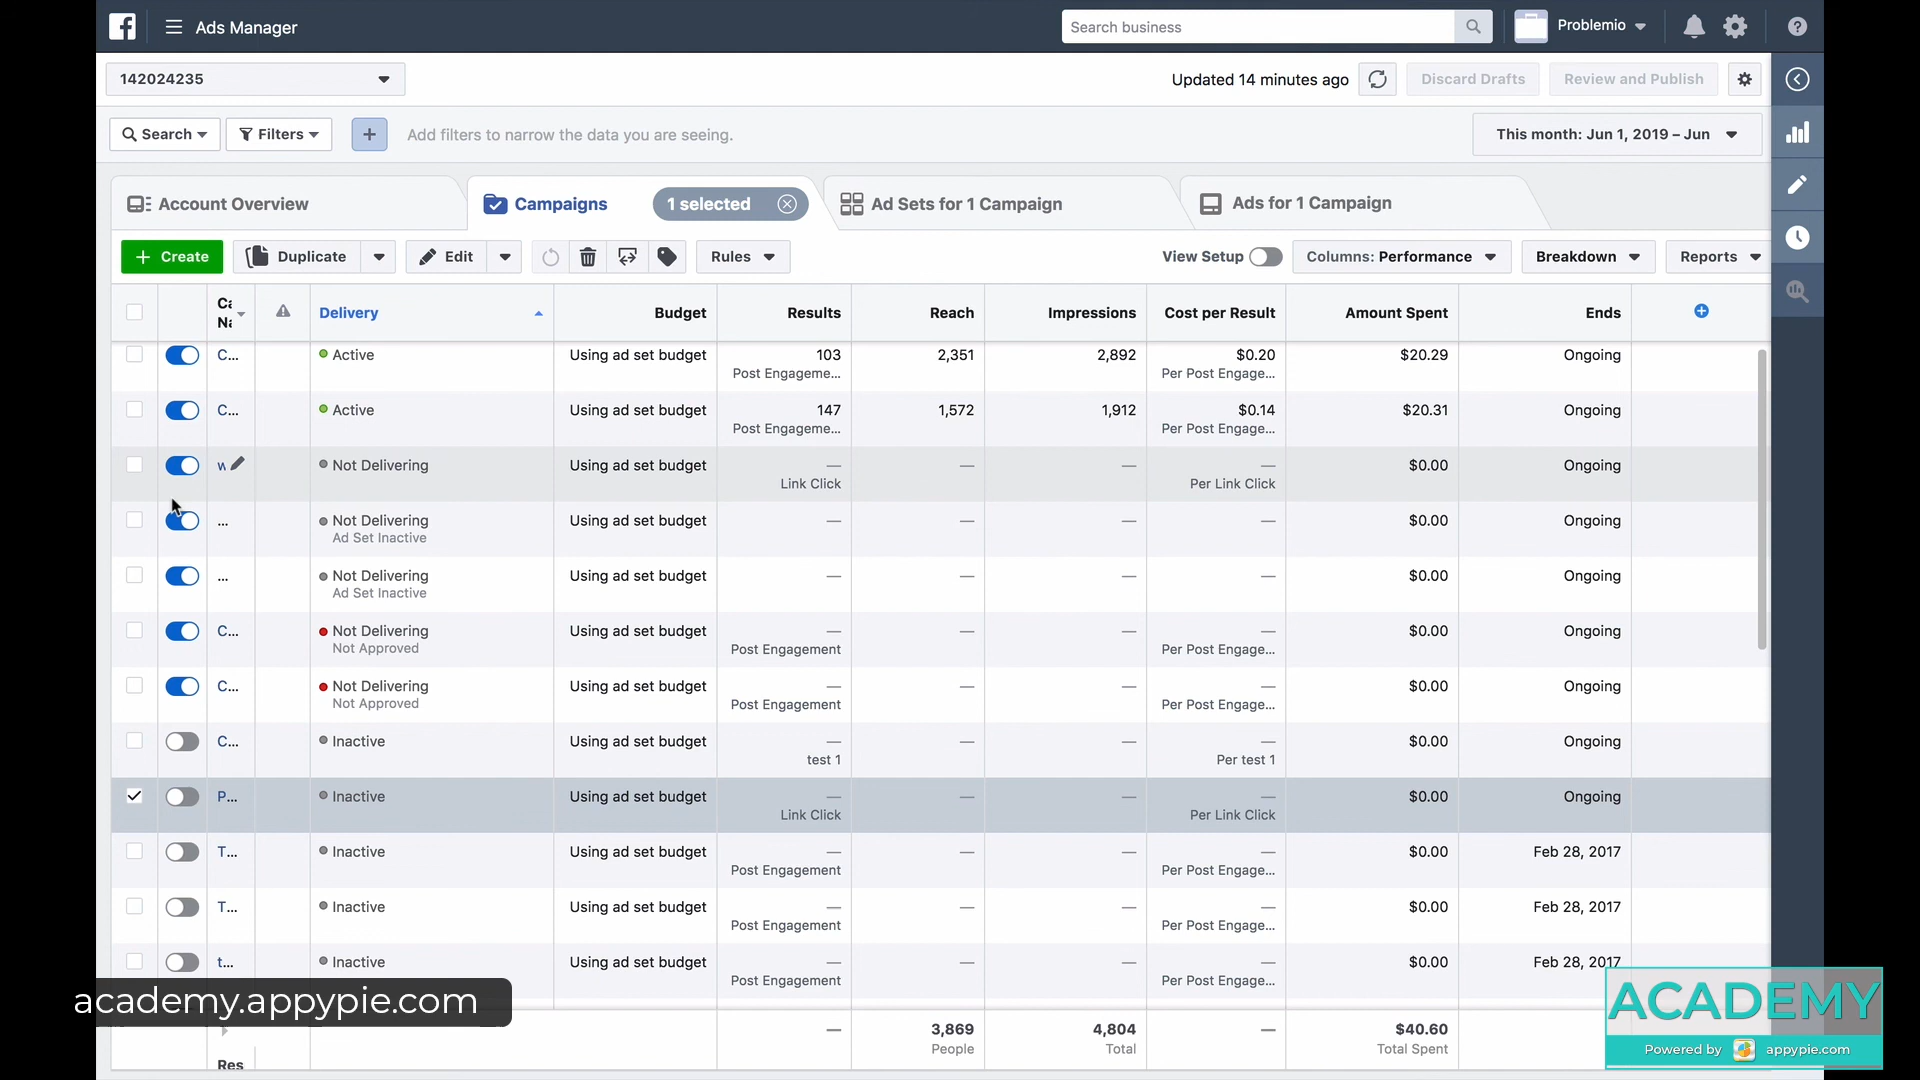 Ads Manager
Search business
Problemio
142024235
Updated 14 minutes ago
Discard Drafts
Review and Publish
Search
Filters
Add filters to narrow the data you are seeing.
This month: Jun 1, 2019 – Jun
Account Overview
Campaigns
1 selected
Ad Sets for 1 Campaign
Ads for 1 Campaign
+ Create
Duplicate
Edit
Rules
View Setup
Columns: Performance
Breakdown
Reports
Delivery
Budget
Results
Reach
Impressions
Cost per Result
Amount Spent
Ends
C... Active Using ad set budget 103 2,351 2,892 $0.20 $20.29 Ongoing
Post Engageme... Per Post Engage...
C... Active Using ad set budget 147 1,572 1,912 $0.14 $20.31 Ongoing
Post Engageme... Per Post Engage...
w Not Delivering Using ad set budget — — — — $0.00 Ongoing
Link Click Per Link Click
... Not Delivering Using ad set budget — — — — $0.00 Ongoing
Ad Set Inactive
... Not Delivering Using ad set budget — — — — $0.00 Ongoing
Ad Set Inactive
C... Not Delivering Using ad set budget — — — — $0.00 Ongoing
Not Approved Post Engagement Per Post Engage...
C... Not Delivering Using ad set budget — — — — $0.00 Ongoing
Not Approved Post Engagement Per Post Engage...
C... Inactive Using ad set budget — — — — $0.00 Ongoing
test 1 Per test 1
P... Inactive Using ad set budget — — — — $0.00 Ongoing
Link Click Per Link Click
T... Inactive Using ad set budget — — — — $0.00 Feb 28, 2017
Post Engagement Per Post Engage...
T... Inactive Using ad set budget — — — — $0.00 Feb 28, 2017
Post Engagement Per Post Engage...
t... Inactive Using ad set budget — — — — $0.00 Feb 28, 2017
Post Engagement Per Post Engage...
— 3,869 4,804 — $40.60
People Total Total Spent
Res
academy.appypie.com
ACADEMY
Powered by appypie.com